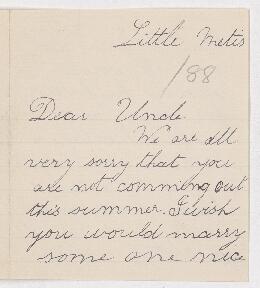 Little Metis
/88
Dear Uncle
We are all
very sorry that you
are not comming out
this summer. I wish
you would marry
some one nice